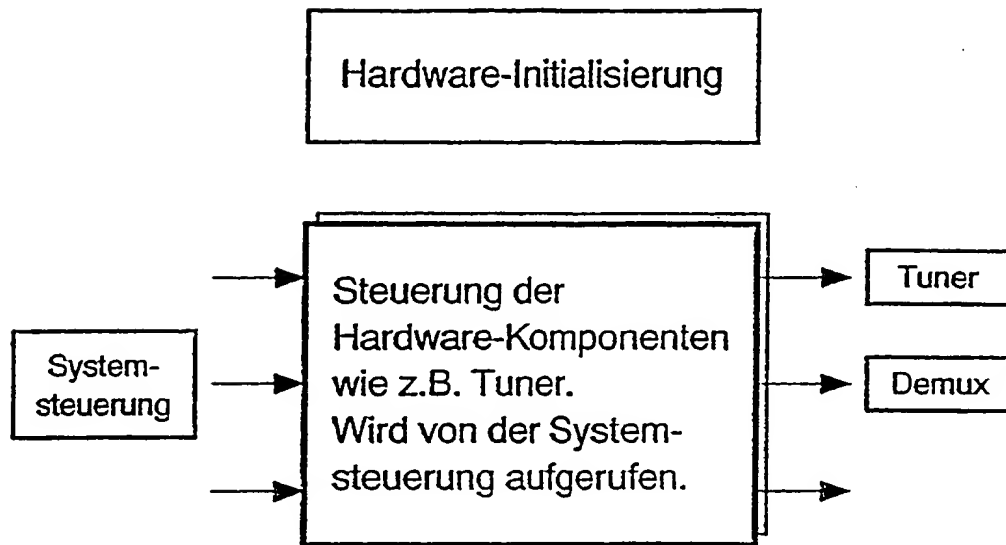 Hardware-Initialisierung
System-
steuerung
Steuerung der
Hardware-Komponenten
wie z.B. Tuner.
Wird von der System-
steuerung aufgerufen.
Tuner
Demux